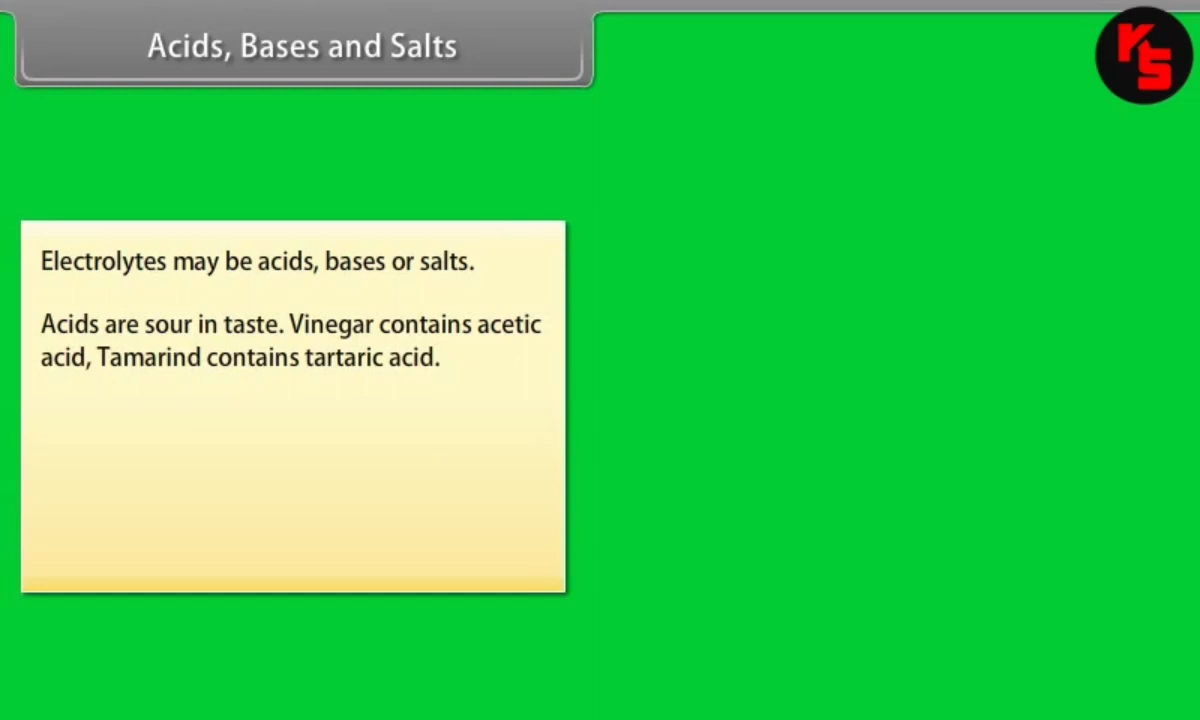 Acids, Bases and Salts
YS
Electrolytes may be acids, bases or salts.
Acids are sour in taste. Vinegar contains acetic
acid, Tamarind contains tartaric acid.